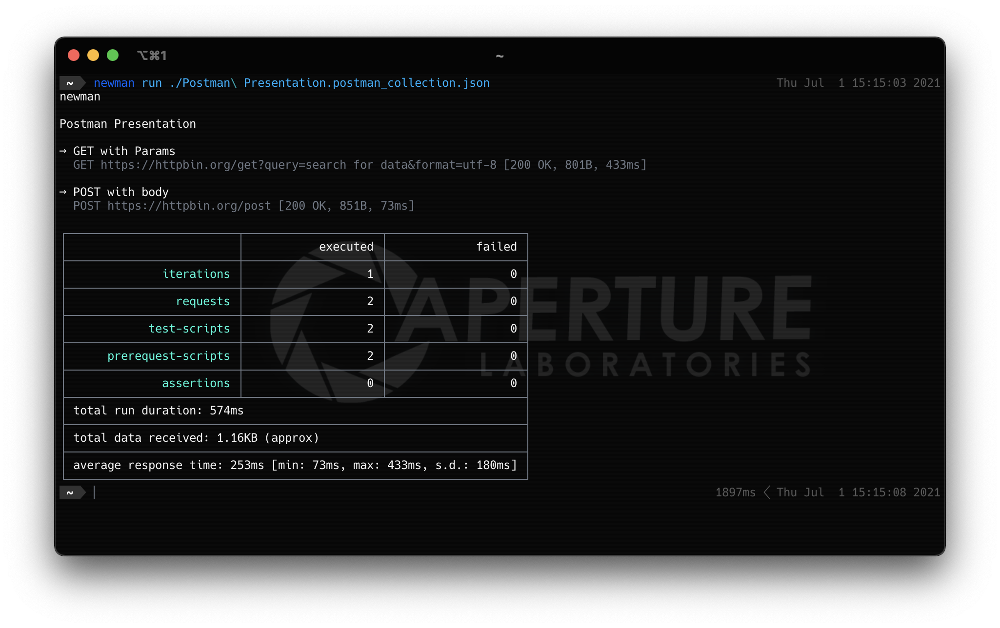 ⌥⌘1
~
~ newman run ./Postman\ Presentation.postman_collection.json Thu Jul  1 15:15:03 2021
newman
Postman Presentation
→ GET with Params
GET https://httpbin.org/get?query=search for data&format=utf-8 [200 OK, 801B, 433ms]
→ POST with body
POST https://httpbin.org/post [200 OK, 851B, 73ms]
executed failed
iterations 1 0
requests 2 0
test-scripts 2 0
prerequest-scripts 2 0
assertions 0 0
total run duration: 574ms
total data received: 1.16KB (approx)
average response time: 253ms [min: 73ms, max: 433ms, s.d.: 180ms]
APERTURE
LABORATORIES
~ 1897ms Thu Jul  1 15:15:08 2021